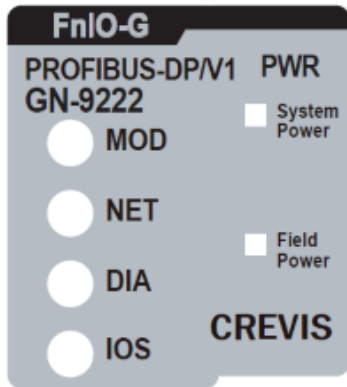 FnIO-G
PROFIBUS-DP/V1 PWR
GN-9222
System
Power
MOD
NET
Field
Power
DIA
CREVIS
IOS